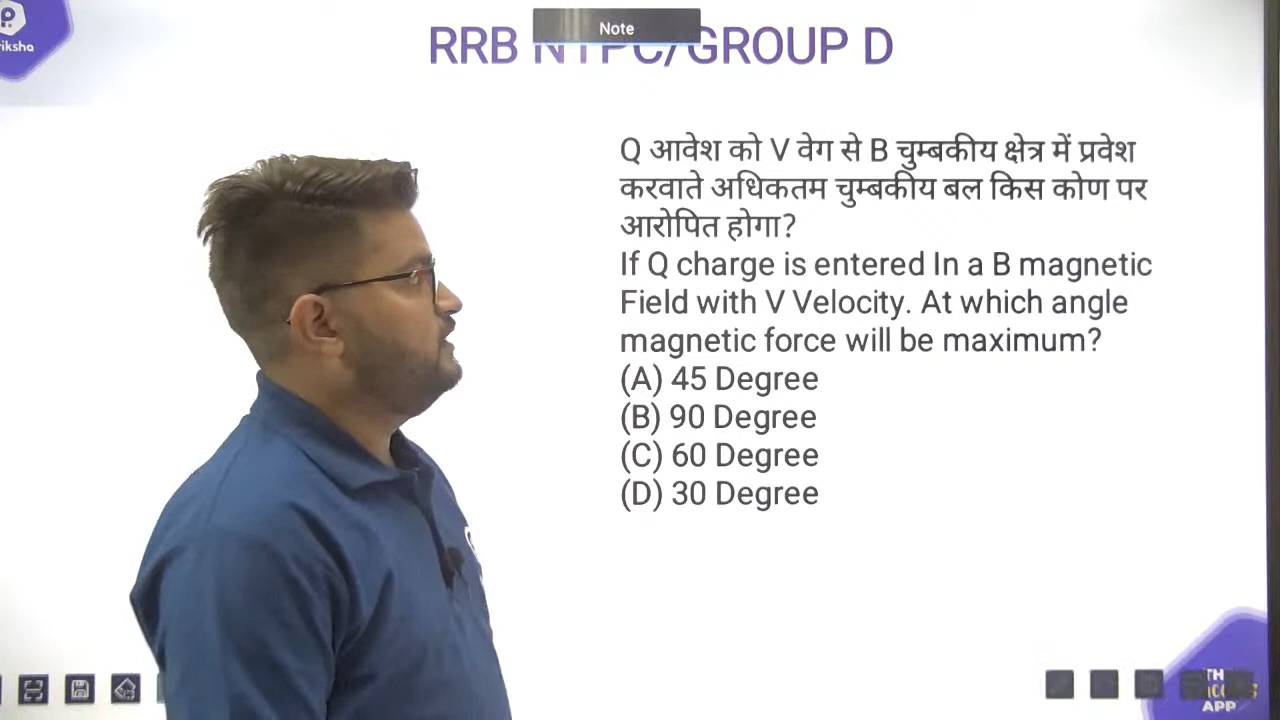 Note
RRB NTPC/GROUP D
Q आवेश को V वेग से B चुम्बकीय क्षेत्र में प्रवेश
करवाते अधिकतम चुम्बकीय बल किस कोण पर
आरोपित होगा?
If Q charge is entered In a B magnetic
Field with V Velocity. At which angle
magnetic force will be maximum?
(A) 45 Degree
(B) 90 Degree
(C) 60 Degree
(D) 30 Degree
APP